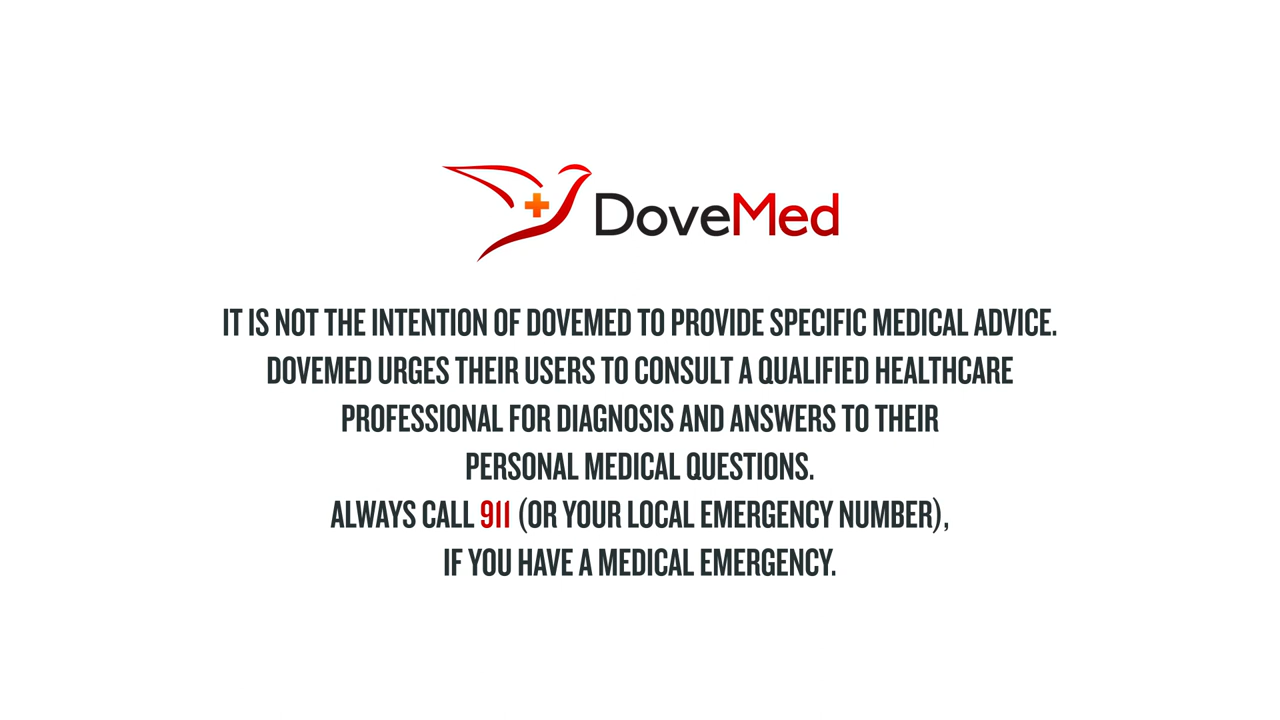 DoveMed
IT IS NOT THE INTENTION OF DOVEMED TO PROVIDE SPECIFIC MEDICAL ADVICE.
DOVEMED URGES THEIR USERS TO CONSULT A QUALIFIED HEALTHCARE
PROFESSIONAL FOR DIAGNOSIS AND ANSWERS TO THEIR
PERSONAL MEDICAL QUESTIONS.
ALWAYS CALL 911 (OR YOUR LOCAL EMERGENCY NUMBER),
IF YOU HAVE A MEDICAL EMERGENCY.